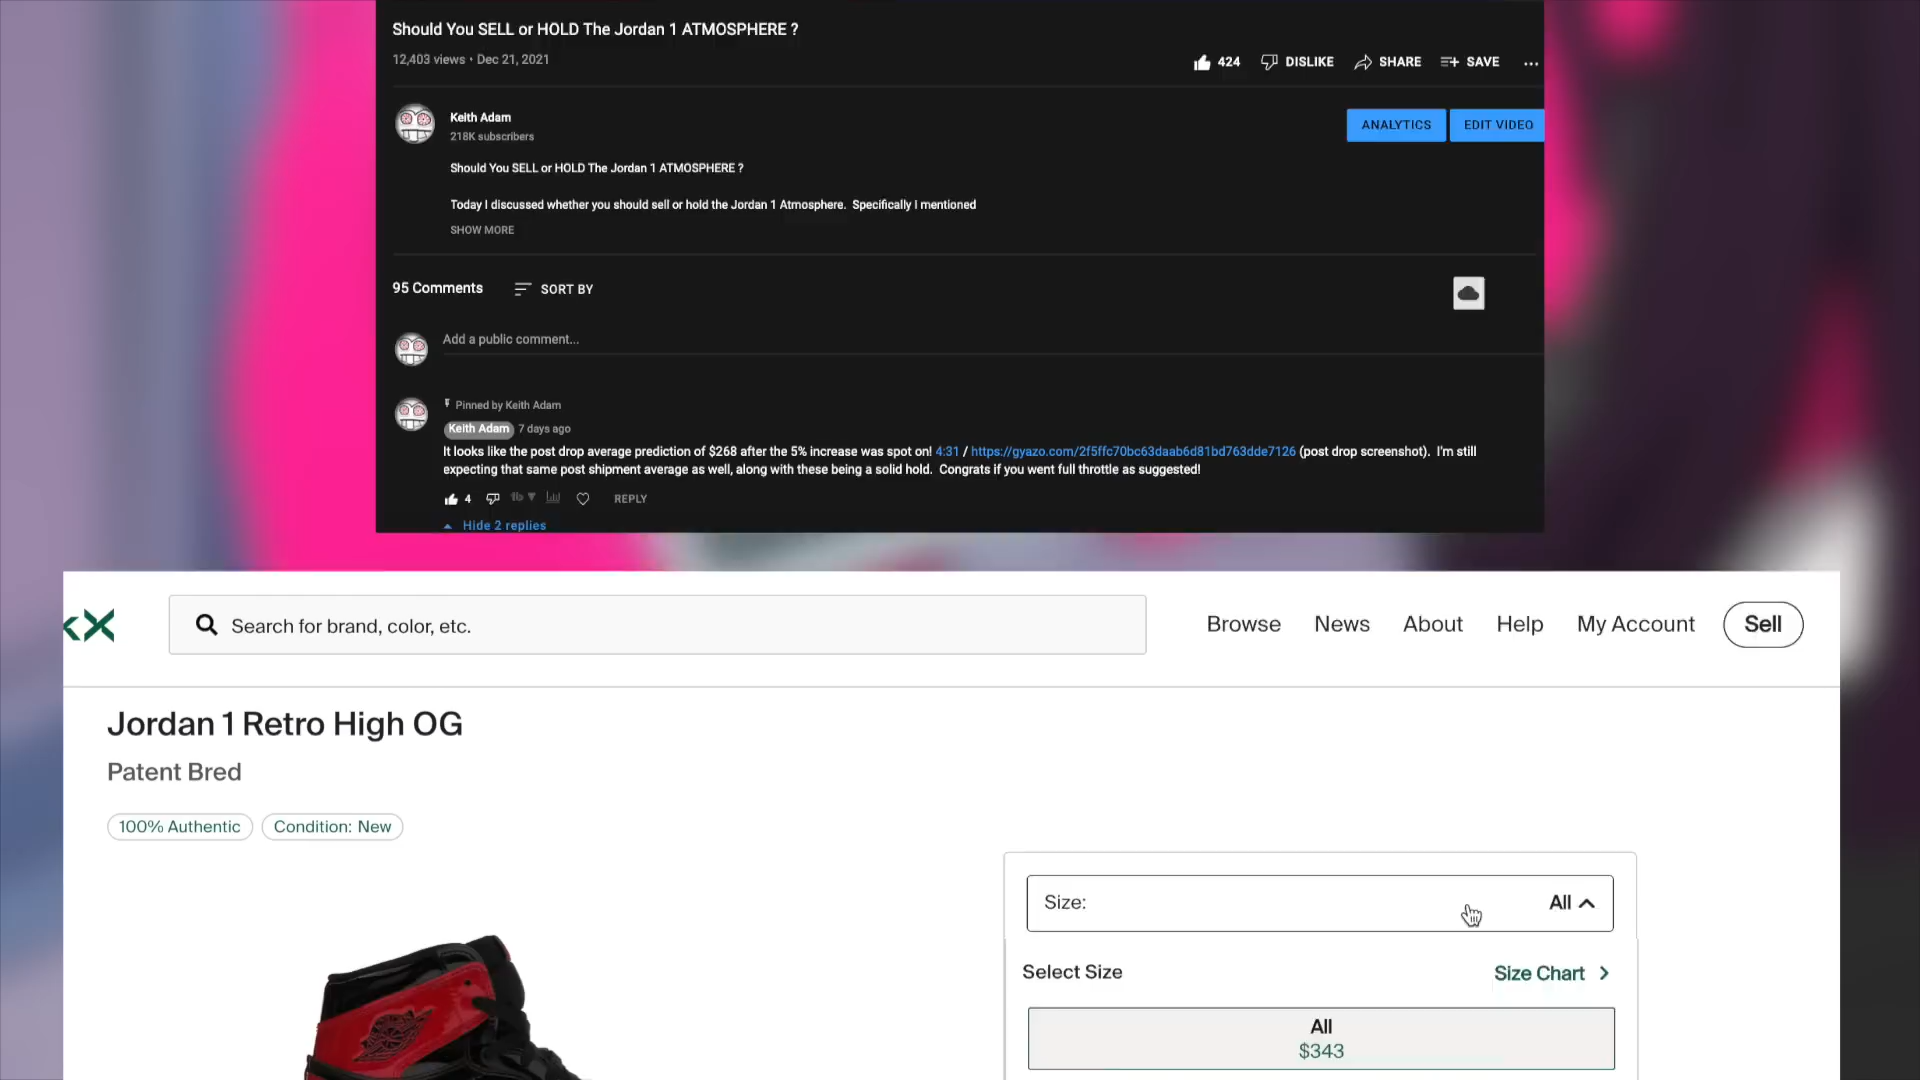 Should You SELL or HOLD The Jordan 1 ATMOSPHERE ?
12,403 views • Dec 21, 2021
424 DISLIKE SHARE SAVE ...
Keith Adam
218K subscribers
ANALYTICS EDIT VIDEO
Should You SELL or HOLD The Jordan 1 ATMOSPHERE ?
Today I discussed whether you should sell or hold the Jordan 1 Atmosphere. Specifically I mentioned
SHOW MORE
95 Comments SORT BY
Add a public comment...
Pinned by Keith Adam
Keith Adam 7 days ago
It looks like the post drop average prediction of $268 after the 5% increase was spot on! 4:31 / https://gyazo.com/2f5ffc70bc63daab6d81bd763dde7126 (post drop screenshot). I'm still
expecting that same post shipment average as well, along with these being a solid hold. Congrats if you went full throttle as suggested!
4 REPLY
Hide 2 replies
X Search for brand, color, etc. Browse News About Help My Account Sell
Jordan 1 Retro High OG
Patent Bred
100% Authentic Condition: New
Size: All
Select Size Size Chart
All
$343